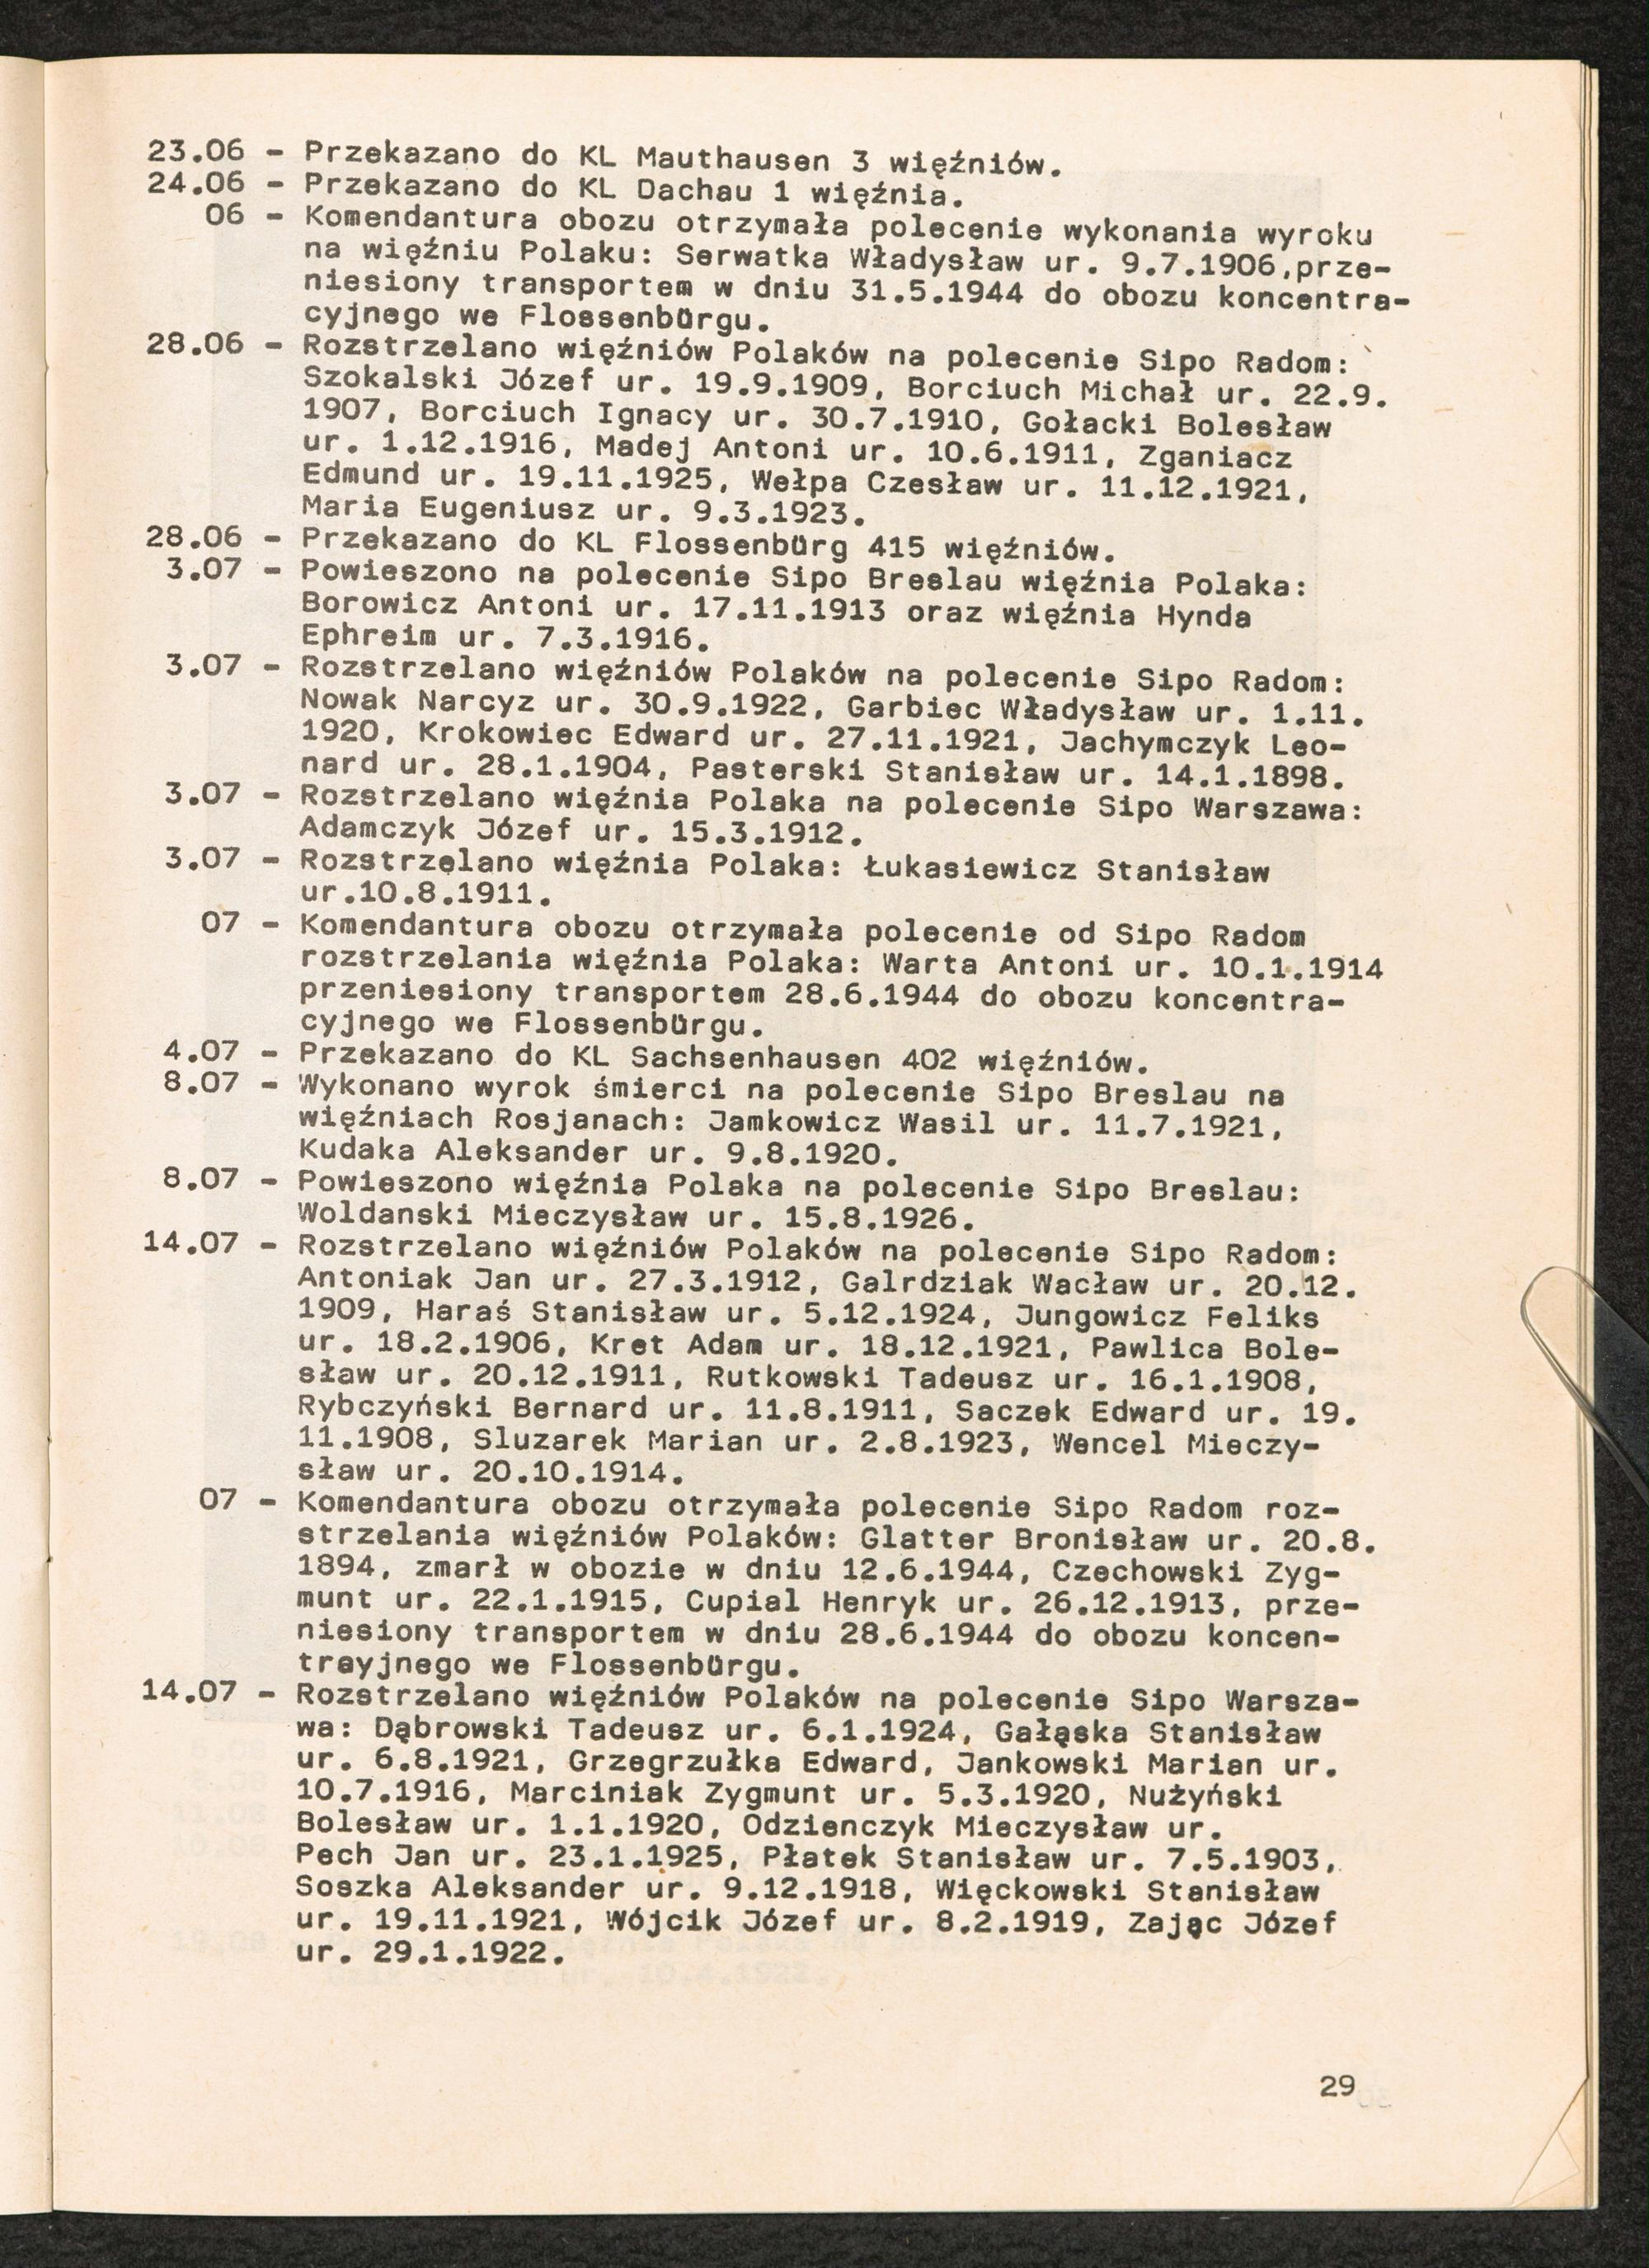 23.06 - Przekazano do KL Mauthausen 3 więźniów.
24.06 - Przekazano do KL Dachau 1 więźnia.
06 - Komendantura obozu otrzymała polecenie wykonania wyroku
na więźniu Polaku: Serwatka Władysław ur. 9.7.1906,prze-
niesiony transportem w dniu 31.5.1944 do obozu koncentra-
cyjnego we Flossenbürgu.
28.06 - Rozstrzelano więźniów Polaków na polecenie Sipo Radom:
Szokalski Józef ur. 19.9.1909, Borciuch Michał ur. 22.9.
1907, Borciuch Ignacy ur. 30.7.1910, Gołacki Bolesław
ur. 1.12.1916, Madej Antoni ur. 10.6.1911, Zganiacz
Edmund ur. 19.11.1925, Wełpa Czesław ur. 11.12.1921,
Maria Eugeniusz ur. 9.3.1923.
28.06 - Przekazano do KL Flossenbürg 415 więźniów.
3.07 - Powieszono na polecenie Sipo Breslau więźnia Polaka:
Borowicz Antoni ur. 17.11.1913 oraz więźnia Hynda
Ephreim ur. 7.3.1916.
3.07 - Rozstrzelano więźniów Polaków na polecenie Sipo Radom:
Nowak Narcyz ur. 30.9.1922, Garbiec Władysław ur. 1.11.
1920, Krokowiec Edward ur. 27.11.1921, Jachymczyk Leo-
nard ur. 28.1.1904, Pasterski Stanisław ur. 14.1.1898.
3.07 - Rozstrzelano więźnia Polaka na polecenie Sipo Warszawa:
Adamczyk Józef ur. 15.3.1912.
3.07 - Rozstrzelano więźnia Polaka: Łukasiewicz Stanisław
ur.10.8.1911.
07 - Komendantura obozu otrzymała polecenie od Sipo Radom
rozstrzelania więźnia Polaka: Warta Antoni ur. 10.1.1914
przeniesiony transportem 28.6.1944 do obozu koncentra-
cyjnego we Flossenbürgu.
4.07 - Przekazano do KL Sachsenhausen 402 więźniów.
8.07 - Wykonano wyrok śmierci na polecenie Sipo Breslau na
więźniach Rosjanach: Jamkowicz Wasil ur. 11.7.1921,
Kudaka Aleksander ur. 9.8.1920.
8.07 - Powieszono więźnia Polaka na polecenie Sipo Breslau:
Woldanski Mieczysław ur. 15.8.1926.
14.07 - Rozstrzelano więźniów Polaków na polecenie Sipo Radom:
Antoniak Jan ur. 27.3.1912, Galrdziak Wacław ur. 20.12.
1909, Haraś Stanisław ur. 5.12.1924, Jungowicz Feliks
ur. 18.2.1906, Kret Adam ur. 18.12.1921, Pawlica Bole-
sław ur. 20.12.1911, Rutkowski Tadeusz ur. 16.1.1908,
Rybczyński Bernard ur. 11.8.1911, Saczek Edward ur. 19.
11.1908, Sluzarek Marian ur. 2.8.1923, Wencel Mieczy-
sław ur. 20.10.1914.
07 - Komendantura obozu otrzymała polecenie Sipo Radom roz-
strzelania więźniów Polaków: Glatter Bronisław ur. 20.8.
1894, zmarł w obozie w dniu 12.6.1944, Czechowski Zyg-
munt ur. 22.1.1915, Cupial Henryk ur. 26.12.1913, prze-
niesiony transportem w dniu 28.6.1944 do obozu koncen-
trayjnego we Flossenbürgu.
14.07 - Rozstrzelano więźniów Polaków na polecenie Sipo Warsza-
wa: Dąbrowski Tadeusz ur. 6.1.1924, Gałąska Stanisław
ur. 6.8.1921, Grzegrzułka Edward, Jankowski Marian ur.
10.7.1916, Marciniak Zygmunt ur. 5.3.1920, Nużyński
Bolesław ur. 1.1.1920, Odzienczyk Mieczysław ur.
Pech Jan ur. 23.1.1925, Płatek Stanisław ur. 7.5.1903,
Soszka Aleksander ur. 9.12.1918, Więckowski Stanisław
ur. 19.11.1921, Wójcik Józef ur. 8.2.1919, Zając Józef
ur. 29.1.1922.
29